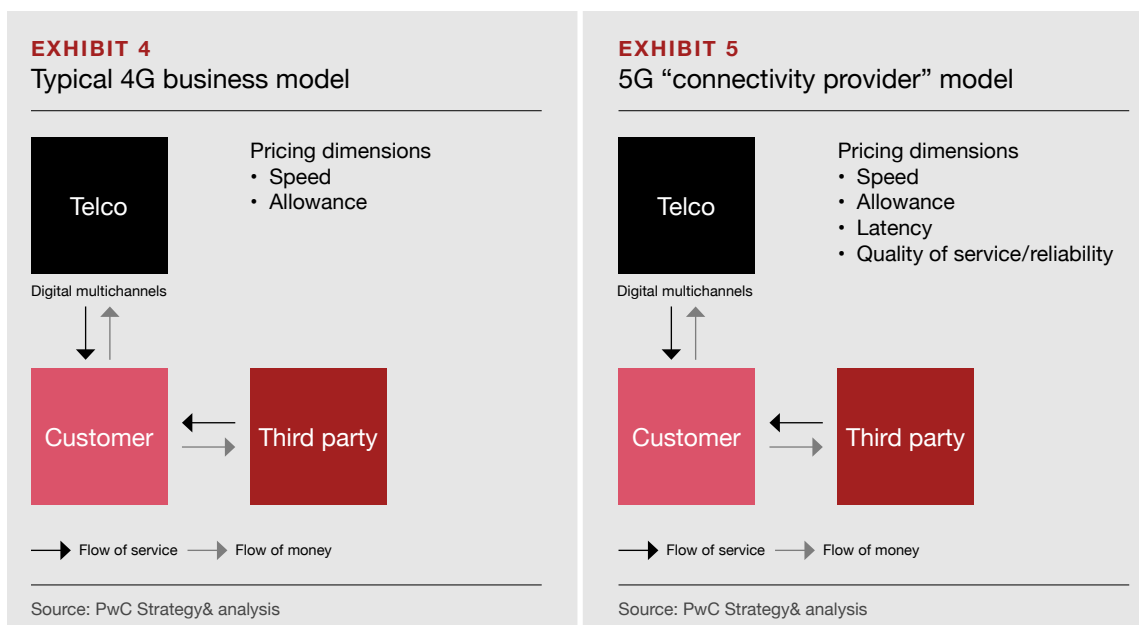 EXHIBIT 4
Typical 4G business model
Telco
Pricing dimensions
• Speed
• Allowance
Digital multichannels
Customer
Third party
Flow of service
Flow of money
Source: PwC Strategy& analysis
EXHIBIT 5
5G “connectivity provider” model
Telco
Pricing dimensions
• Speed
• Allowance
• Latency
• Quality of service/reliability
Digital multichannels
Customer
Third party
Flow of service
Flow of money
Source: PwC Strategy& analysis